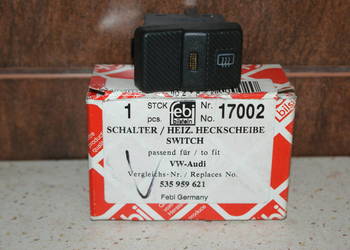 1 STCK pcs. febi bilstein Nr. No. 17002
SCHALTER / HEIZ. HECKSCHEIBE
SWITCH
passend für / to fit
VW-Audi
Vergleichs-Nr. / Replaces No.
535 959 621
Febi Germany
febi